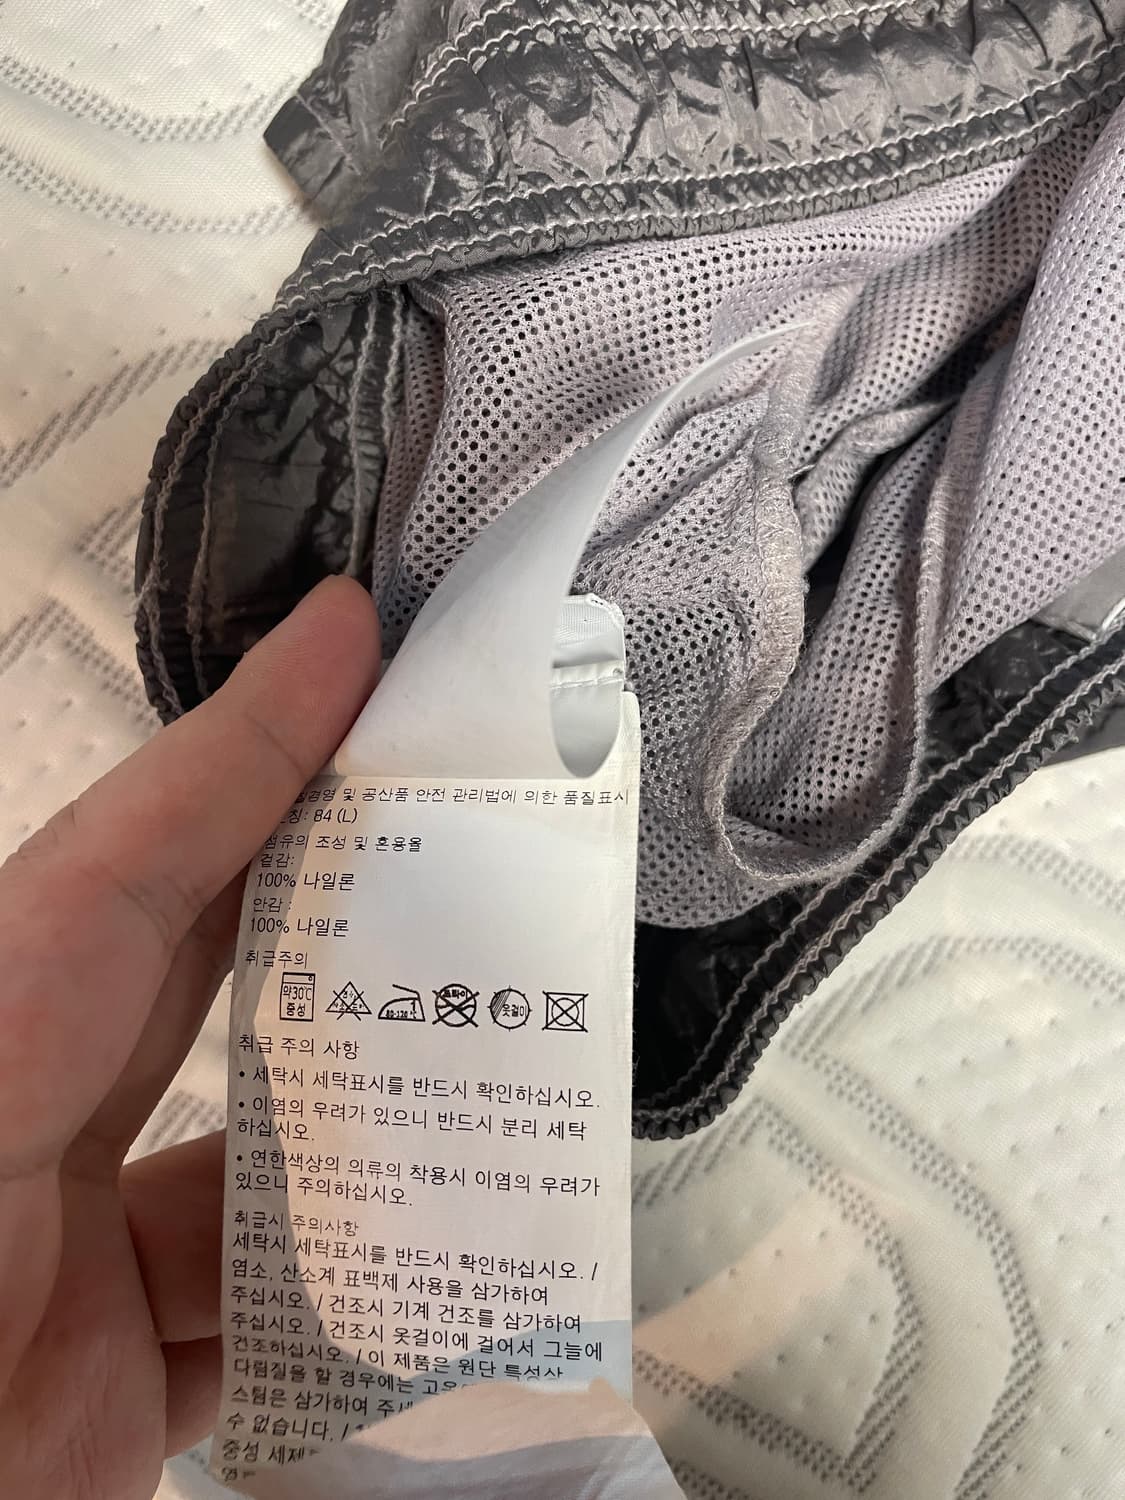 및 공산품 안전 관리법에 의한 품질표시
84 (L)
섬유의 조성 및 혼용율
겉감:
100% 나일론
안감 :
100% 나일론
취급주의
약30℃
중성
80-120℃
드라이
옷걸이
취급 주의 사항
• 세탁시 세탁표시를 반드시 확인하십시오.
• 이염의 우려가 있으니 반드시 분리 세탁
하십시오.
• 연한색상의 의류의 착용시 이염의 우려가
있으니 주의하십시오.
취급시 주의사항
세탁시 세탁표시를 반드시 확인하십시오. /
염소, 산소계 표백제 사용을 삼가하여
주십시오. / 건조시 기계 건조를 삼가하여
주십시오. / 건조시 옷걸이에 걸어서 그늘에
건조하십시오. / 이 제품은 원단 특성상
다림질을 할 경우에는
스팀은 삼가하여
수 없습니다. /
중성